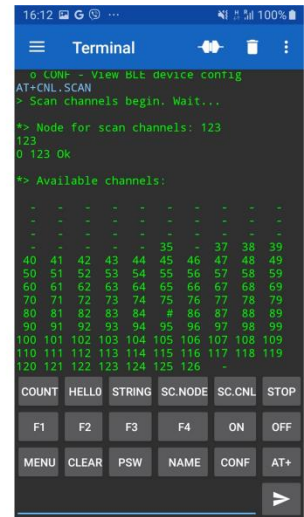 16:12 G ... 100%
Terminal
o CONF - View BLE device config
AT+CNL.SCAN
> Scan channels begin. Wait...
*> Node for scan channels: 123
123
0 123 Ok
*> Available channels:
- - - - - - - - - -
- - - - - - - - - -
- - - - - - - - - -
- - - - - 35 - 37 38 39
40 41 42 43 44 45 46 47 48 49
50 51 52 53 54 55 56 57 58 59
60 61 62 63 64 65 66 67 68 69
70 71 72 73 74 75 76 77 78 79
80 81 82 83 84 # 86 87 88 89
90 91 92 93 94 95 96 97 98 99
100 101 102 103 104 105 106 107 108 109
110 111 112 113 114 115 116 117 118 119
120 121 122 123 124 125 126 -
COUNT HELL0 STRING SC.NODE SC.CNL STOP
F1 F2 F3 F4 ON OFF
MENU CLEAR PSW NAME CONF AT+